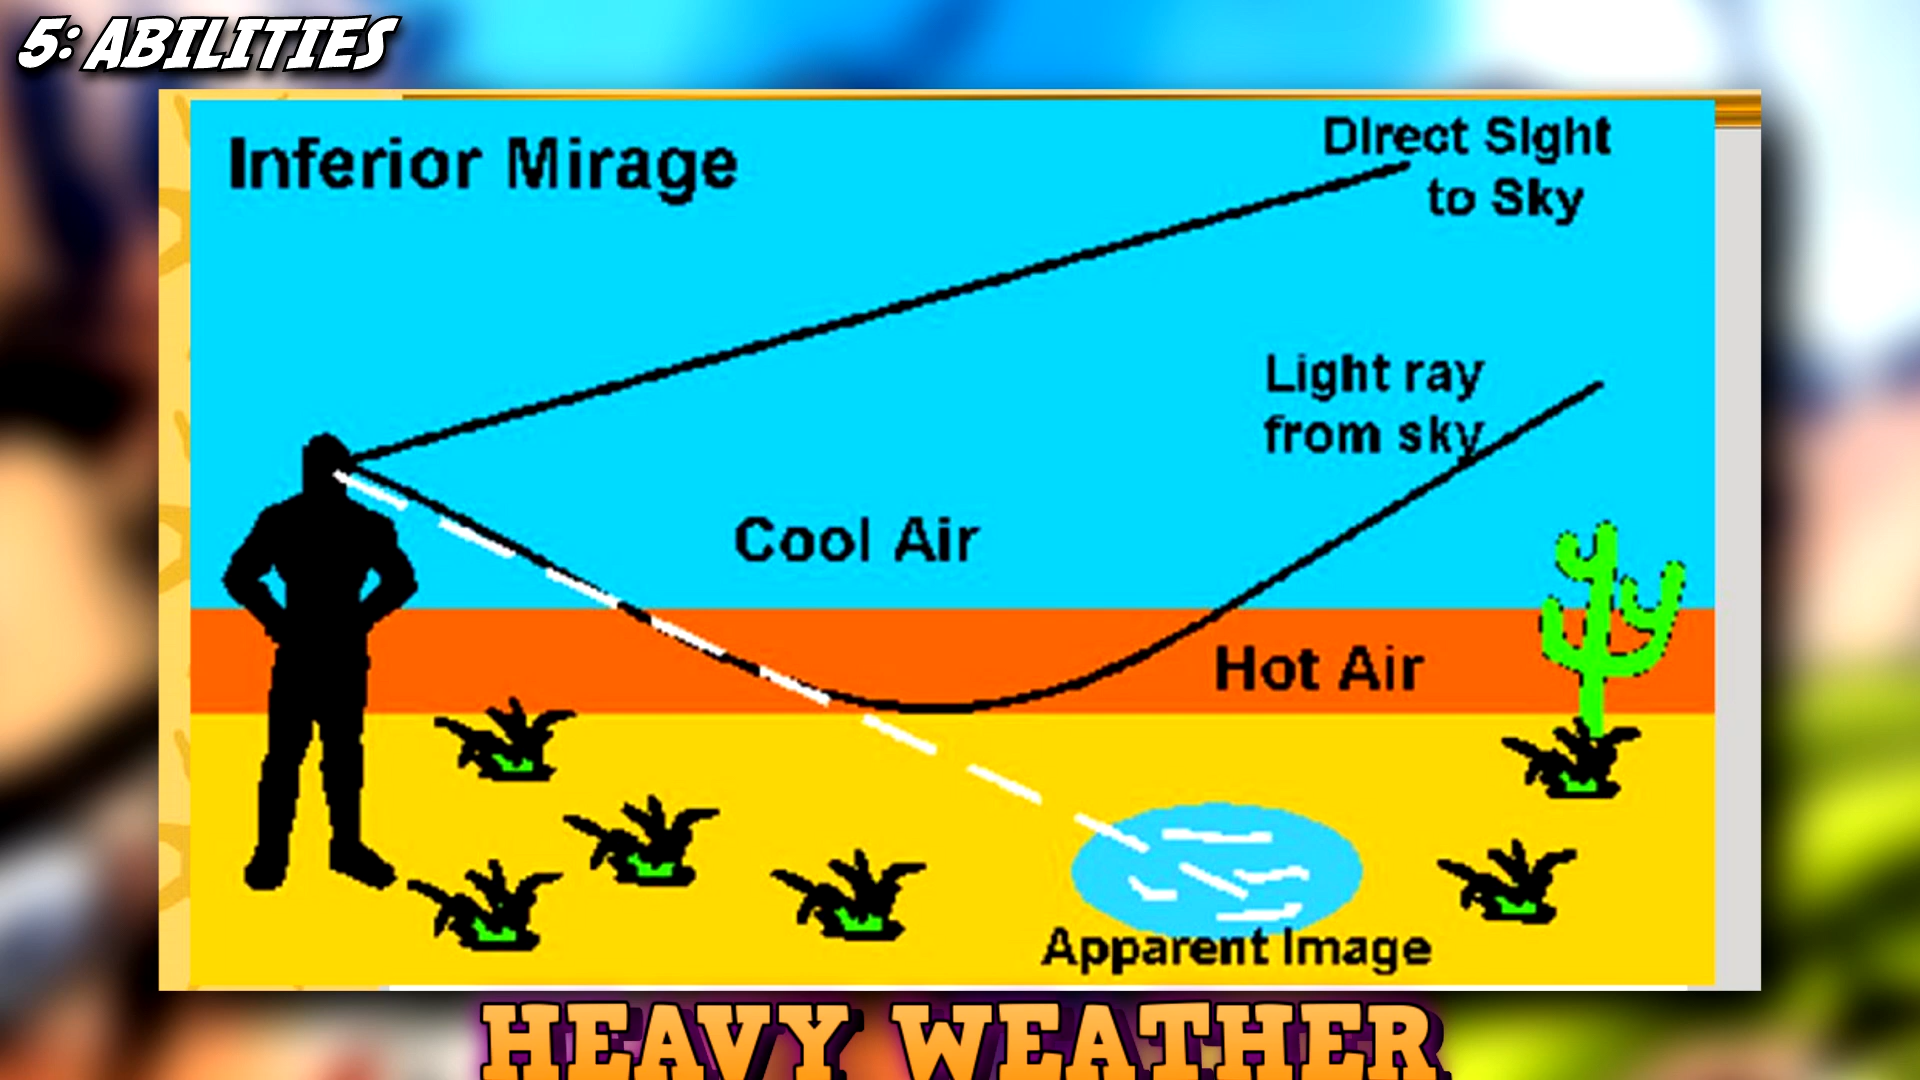 5: ABILITIES
Inferior Mirage
DIrect SIght
to Sky
Light ray
from sky
Cool Air
Hot Air
Apparent Image
HEAVY WEATHER